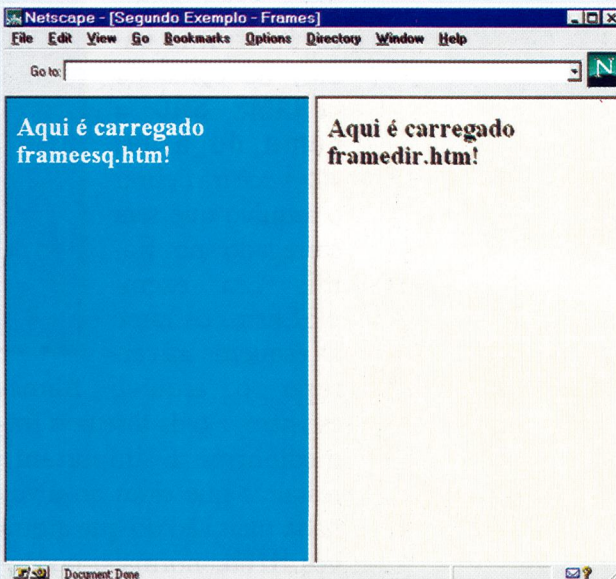 Netscape - [Segundo Exemplo - Frames]
File Edit View Go Bookmarks Options Directory Window Help
Go to:
N
Aqui é carregado
frameesq.htm!
Aqui é carregado
framedir.htm!
Document: Done